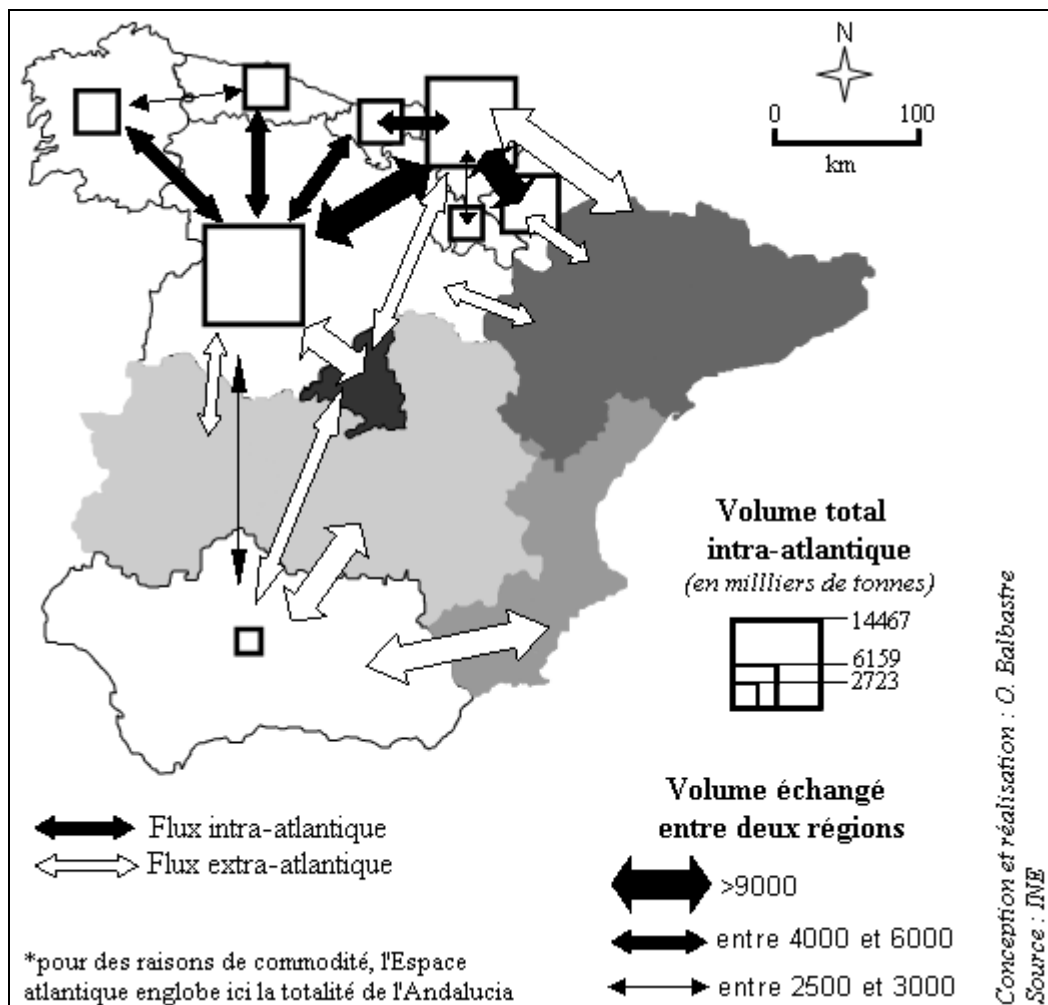 N
0 100
km
Volume total
intra-atlantique
(en millliers de tonnes)
14467
6159
2723
Volume échangé
entre deux régions
>9000
entre 4000 et 6000
entre 2500 et 3000
Flux intra-atlantique
Flux extra-atlantique
*pour des raisons de commodité, l'Espace
atlantique englobe ici la totalité de l'Andalucia
Conception et réalisation : O. Balbastre
Source : INE